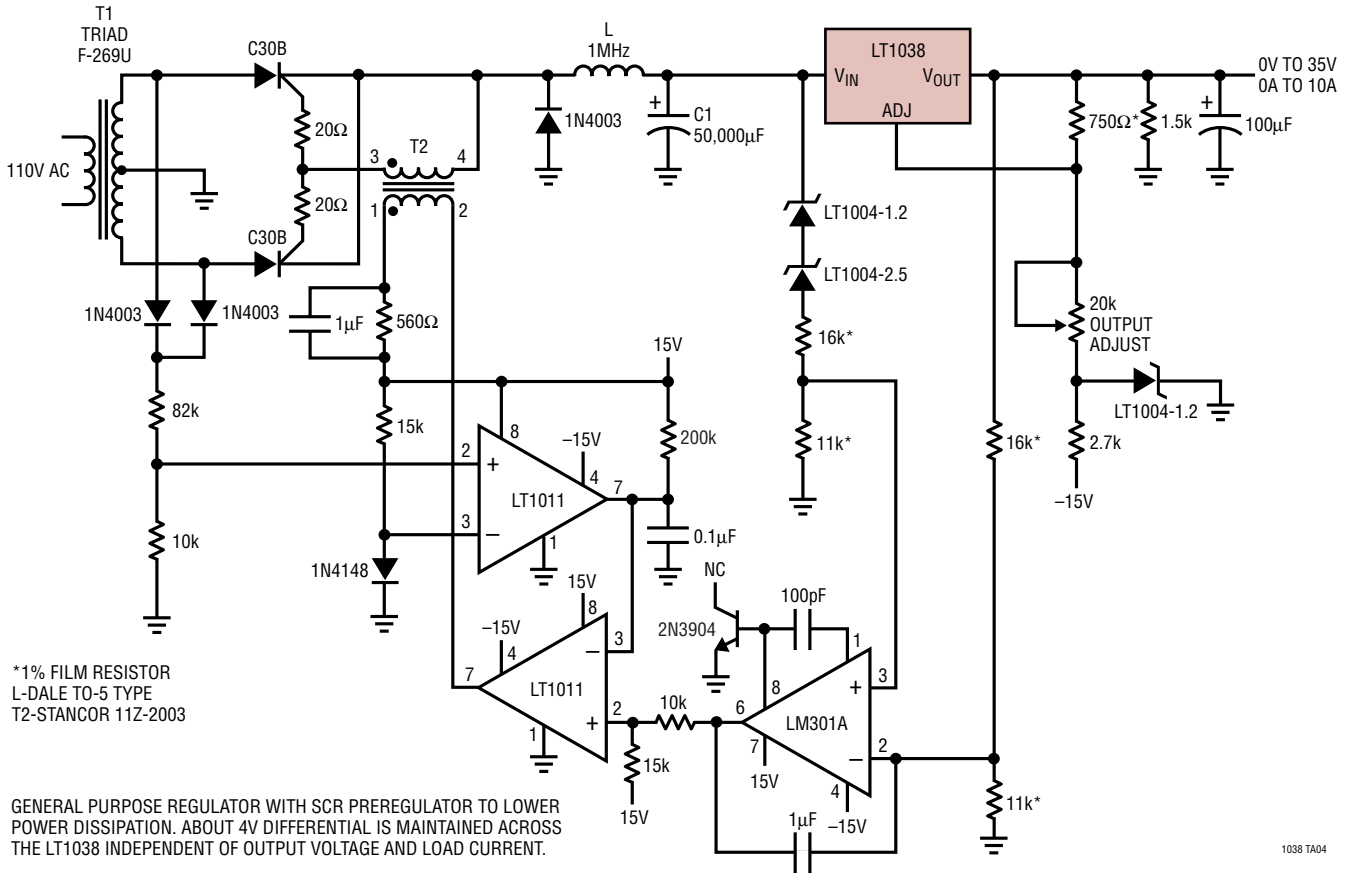 T1
TRIAD
F-269U
C30B
L
1MHz
LT1038
VIN
VOUT
ADJ
0V TO 35V
0A TO 10A
110V AC
20Ω
20Ω
C30B
3
T2
4
1
2
1N4003
+
C1
50,000μF
750Ω*
1.5k
+
100μF
LT1004-1.2
LT1004-2.5
1N4003
1N4003
1μF
560Ω
16k*
20k
OUTPUT
ADJUST
LT1004-1.2
15V
82k
15k
200k
11k*
16k*
2.7k
–15V
2
+
8
–15V
4
7
LT1011
3
–
1
0.1μF
10k
1N4148
NC
100pF
2N3904
15V
8
–15V
4
–
3
7
LT1011
+
2
1
10k
15k
15V
1
8
+
3
6
LM301A
7
15V
–
2
4
–15V
1μF
11k*
*1% FILM RESISTOR
L-DALE TO-5 TYPE
T2-STANCOR 11Z-2003
GENERAL PURPOSE REGULATOR WITH SCR PREREGULATOR TO LOWER
POWER DISSIPATION. ABOUT 4V DIFFERENTIAL IS MAINTAINED ACROSS
THE LT1038 INDEPENDENT OF OUTPUT VOLTAGE AND LOAD CURRENT.
1038 TA04